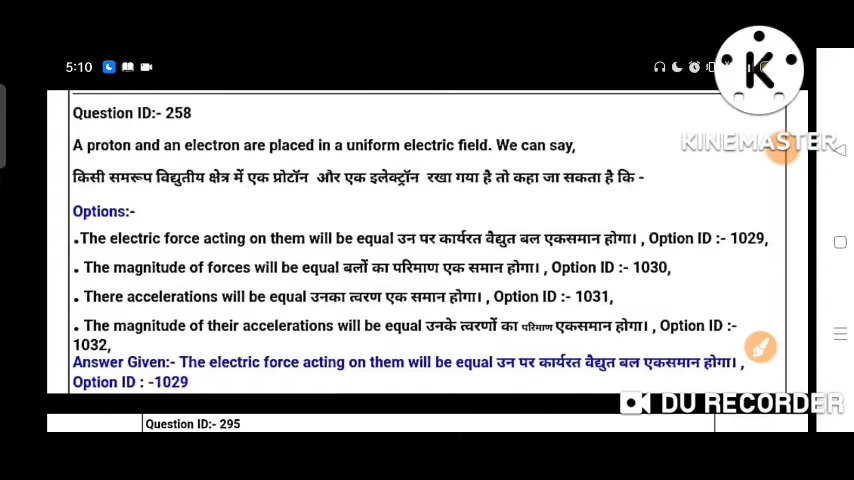 5:10
K
KINEMASTER
Question ID:- 258
A proton and an electron are placed in a uniform electric field. We can say,
किसी समरूप विद्युतीय क्षेत्र में एक प्रोटॉन और एक इलेक्ट्रॉन रखा गया है तो कहा जा सकता है कि -
Options:-
.The electric force acting on them will be equal उन पर कार्यरत वैद्युत बल एकसमान होगा। , Option ID :- 1029,
. The magnitude of forces will be equal बलों का परिमाण एक समान होगा। , Option ID :- 1030,
. There accelerations will be equal उनका त्वरण एक समान होगा। , Option ID :- 1031,
. The magnitude of their accelerations will be equal उनके त्वरणों का परिमाण एकसमान होगा। , Option ID :-
1032,
Answer Given:- The electric force acting on them will be equal उन पर कार्यरत वैद्युत बल एकसमान होगा। ,
Option ID : -1029
DU RECORDER
Question ID:- 295